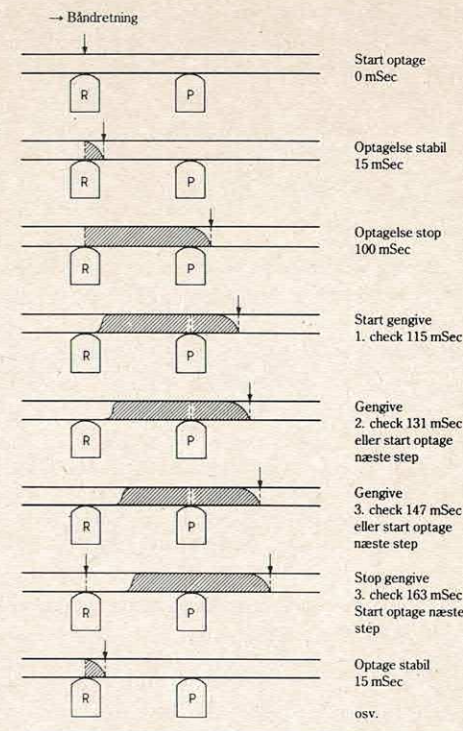 → Båndretning
Start optage
0 mSec
R P
Optagelse stabil
15 mSec
R P
Optagelse stop
100 mSec
R P
Start gengive
1. check 115 mSec
R P
Gengive
2. check 131 mSec
eller start optage
næste step
R P
Gengive
3. check 147 mSec
eller start optage
næste step
R P
Stop gengive
3. check 163 mSec
Start optage næste
step
R P
Optage stabil
15 mSec
R P
osv.